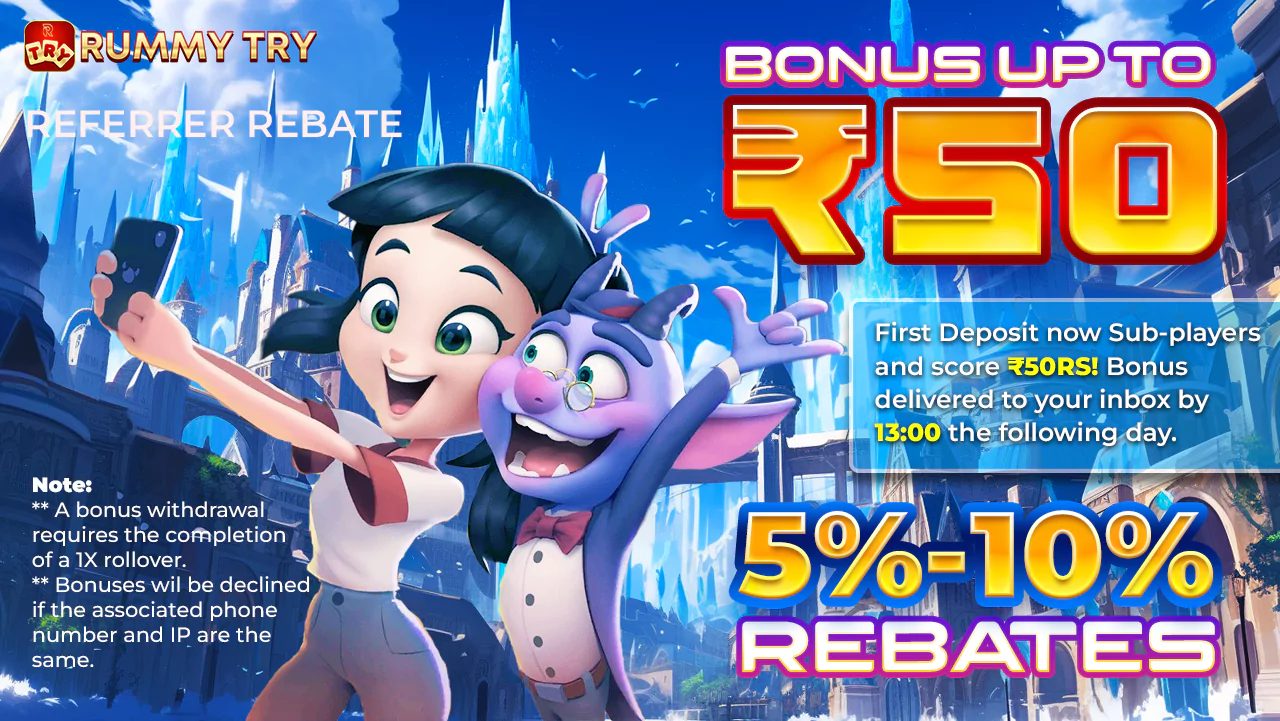 R
TRY
RUMMY TRY
REFERRER REBATE
BONUS UP TO
₹50
First Deposit now Sub-players
and score ₹50RS! Bonus
delivered to your inbox by
13:00 the following day.
5%-10%
REBATES
Note:
** A bonus withdrawal
requires the completion
of a 1X rollover.
** Bonuses wil be declined
if the associated phone
number and IP are the
same.